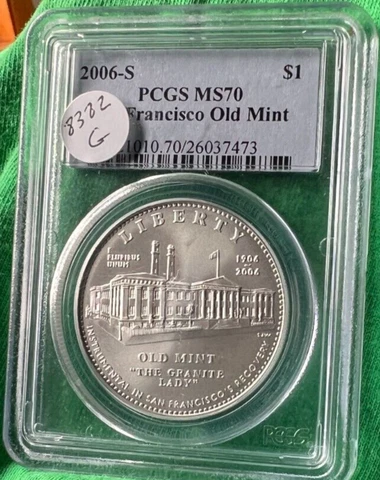 2006-S $1
PCGS MS70
Francisco Old Mint
1010.70/26037473
8382
G
LIBERTY
E PLURIBUS
UNUM
1906
2006
OLD MINT
"THE GRANITE
LADY"
INSTRUMENTAL IN SAN FRANCISCO'S RECOVERY
PCGS